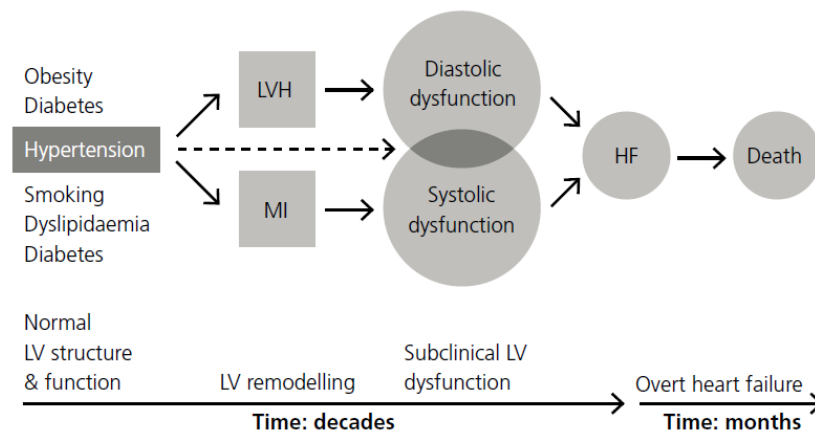 Obesity
Diabetes
Hypertension
Smoking
Dyslipidaemia
Diabetes
LVH
MI
Diastolic
dysfunction
Systolic
dysfunction
HF
Death
Normal
LV structure
& function
LV remodelling
Subclinical LV
dysfunction
Overt heart failure
Time: decades
Time: months